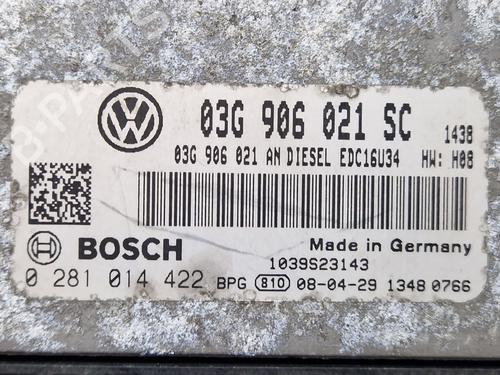 03G 906 021 SC 1438
03G 906 021 AN DIESEL EDC16U34 HW: H08
BOSCH Made in Germany
1039S23143
0 281 014 422 BPG 810 08-04-29 1348 0766
B-PARTS